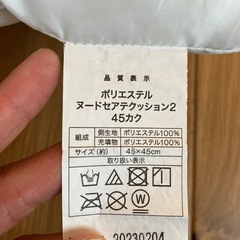 品質表示
ポリエステル
ヌードセアテクッション2
45カク
組成 側生地 ポリエステル100%
充填物 ポリエステル100%
サイズ(約) 45×45cm
取り扱い表示
20230204